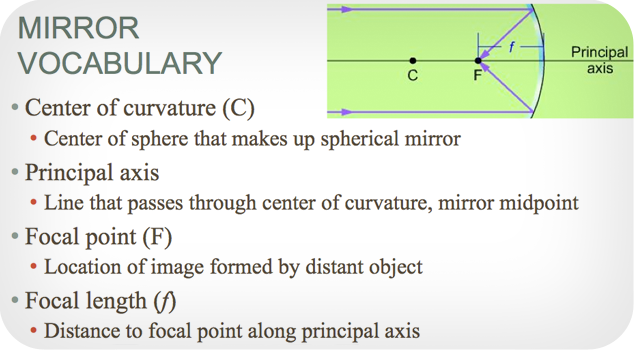 MIRROR
VOCABULARY
• Center of curvature (C)
• Center of sphere that makes up spherical mirror
• Principal axis
• Line that passes through center of curvature, mirror midpoint
• Focal point (F)
• Location of image formed by distant object
• Focal length (f)
• Distance to focal point along principal axis
f
C
F
Principal
axis